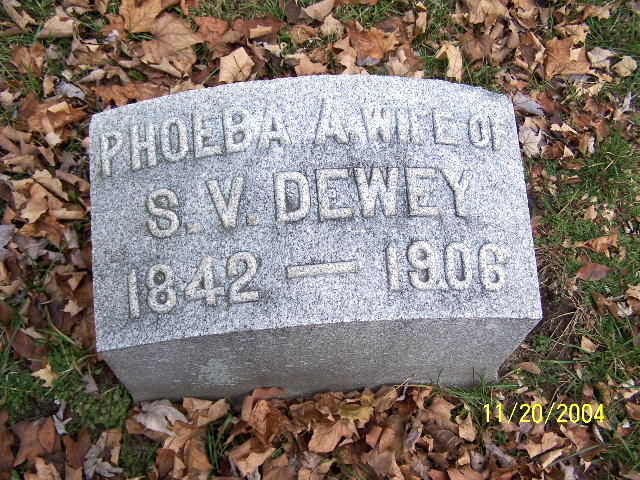 PHOEBA A. WIFE OF
S. V. DEWEY
1842 — 1906
11/20/2004